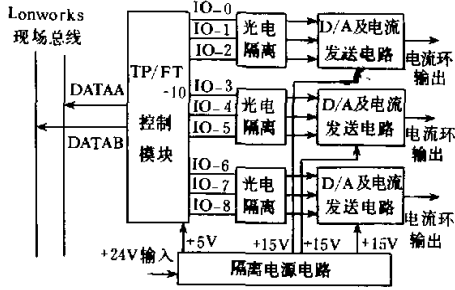 Lonworks
现场总线
DATAA
DATAB
TP/FT
-10
控制
模块
IO-0
IO-1
IO-2
IO-3
IO-4
IO-5
IO-6
IO-7
IO-8
光电
隔离
光电
隔离
光电
隔离
D/A及电流
发送电路
D/A及电流
发送电路
D/A及电流
发送电路
电流环
输出
电流环
输出
电流环
输出
+5V
+15V
+15V
+15V
+24V输入
隔离电源电路